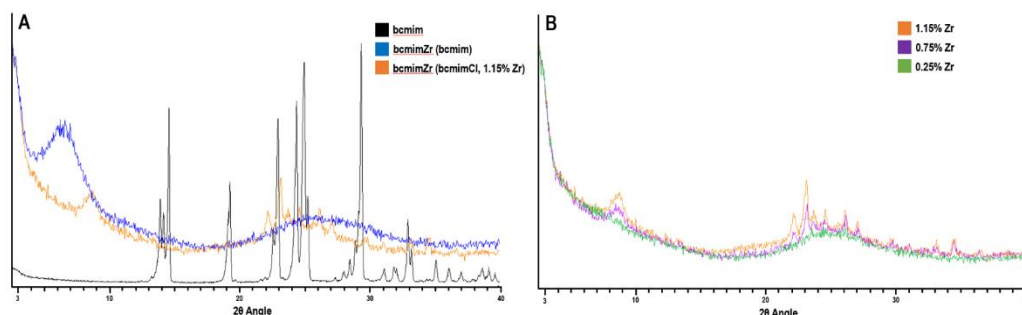 A
bcmim
bcmimZr (bcmim)
bcmimZr (bcmimCl, 1.15% Zr)
3 10 20 30 40
2θ Angle
B
1.15% Zr
0.75% Zr
0.25% Zr
3 10 20 30
2θ Angle